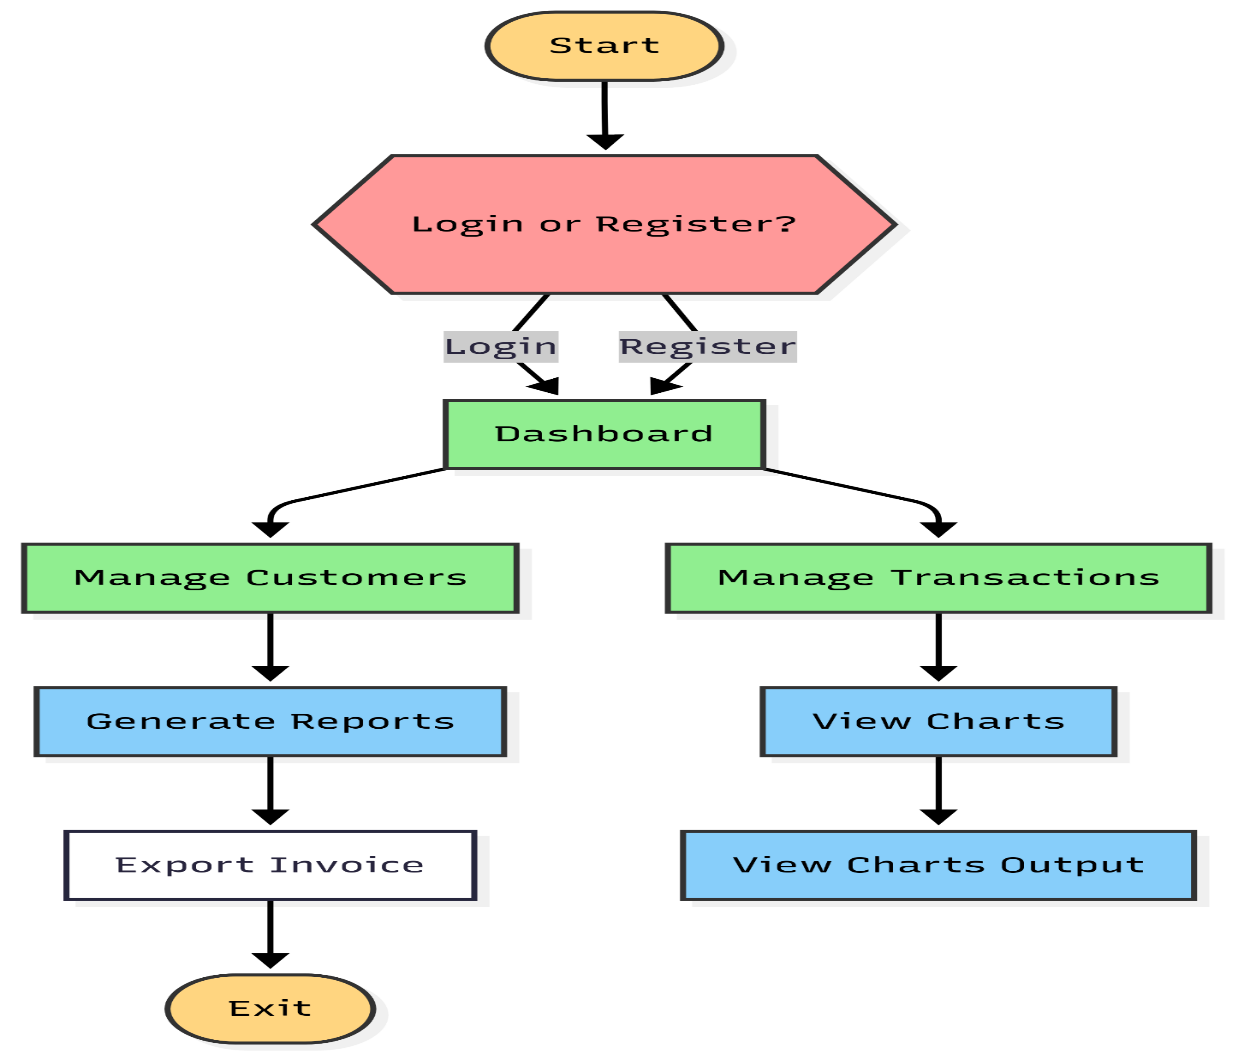 Start
Login or Register?
Login
Register
Dashboard
Manage Customers
Manage Transactions
Generate Reports
View Charts
Export Invoice
View Charts Output
Exit